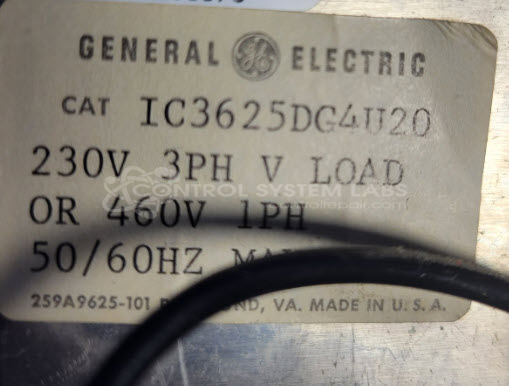 GENERAL GE ELECTRIC
CAT IC3625DG4U20
230V 3PH V LOAD
CONTROL SYSTEM LABS
OR 460V 1PH
50/60HZ
259A9625-101 VA. MADE IN U.S.A.